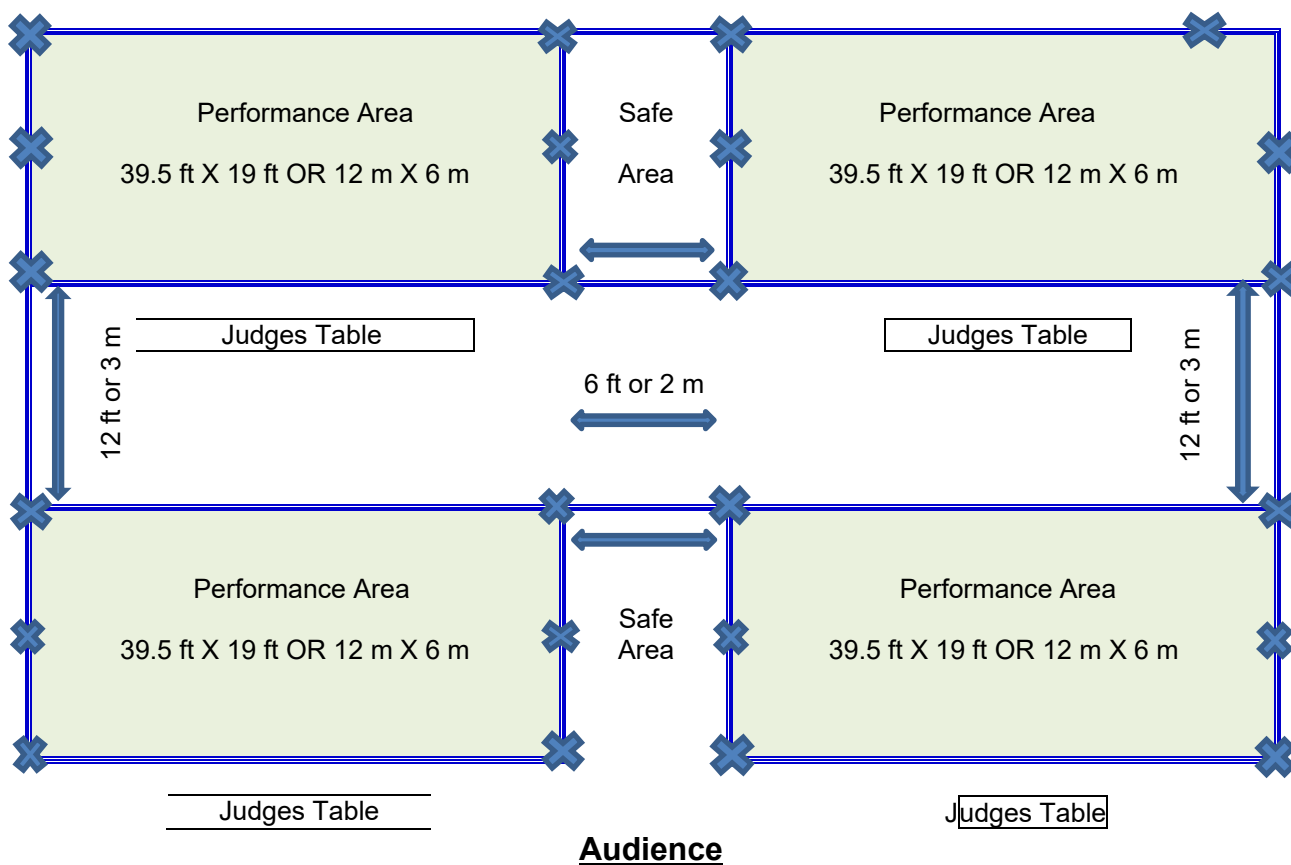 Performance Area
39.5 ft X 19 ft OR 12 m X 6 m
Safe
Area
Performance Area
39.5 ft X 19 ft OR 12 m X 6 m
Judges Table
Judges Table
12 ft or 3 m
6 ft or 2 m
12 ft or 3 m
Performance Area
39.5 ft X 19 ft OR 12 m X 6 m
Safe
Area
Performance Area
39.5 ft X 19 ft OR 12 m X 6 m
Judges Table
Judges Table
Audience